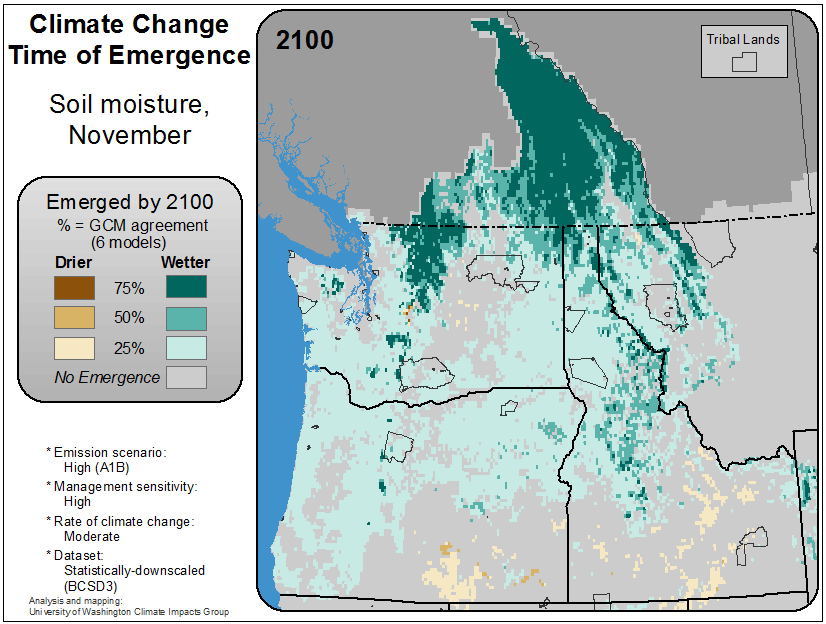 Climate Change
Time of Emergence
Soil moisture,
November
Emerged by 2100
% = GCM agreement
(6 models)
Drier Wetter
75%
50%
25%
No Emergence
* Emission scenario:
High (A1B)
* Management sensitivity:
High
* Rate of climate change:
Moderate
* Dataset:
Statistically-downscaled
(BCSD3)
Analysis and mapping:
University of Washington Climate Impacts Group
2100
Tribal Lands